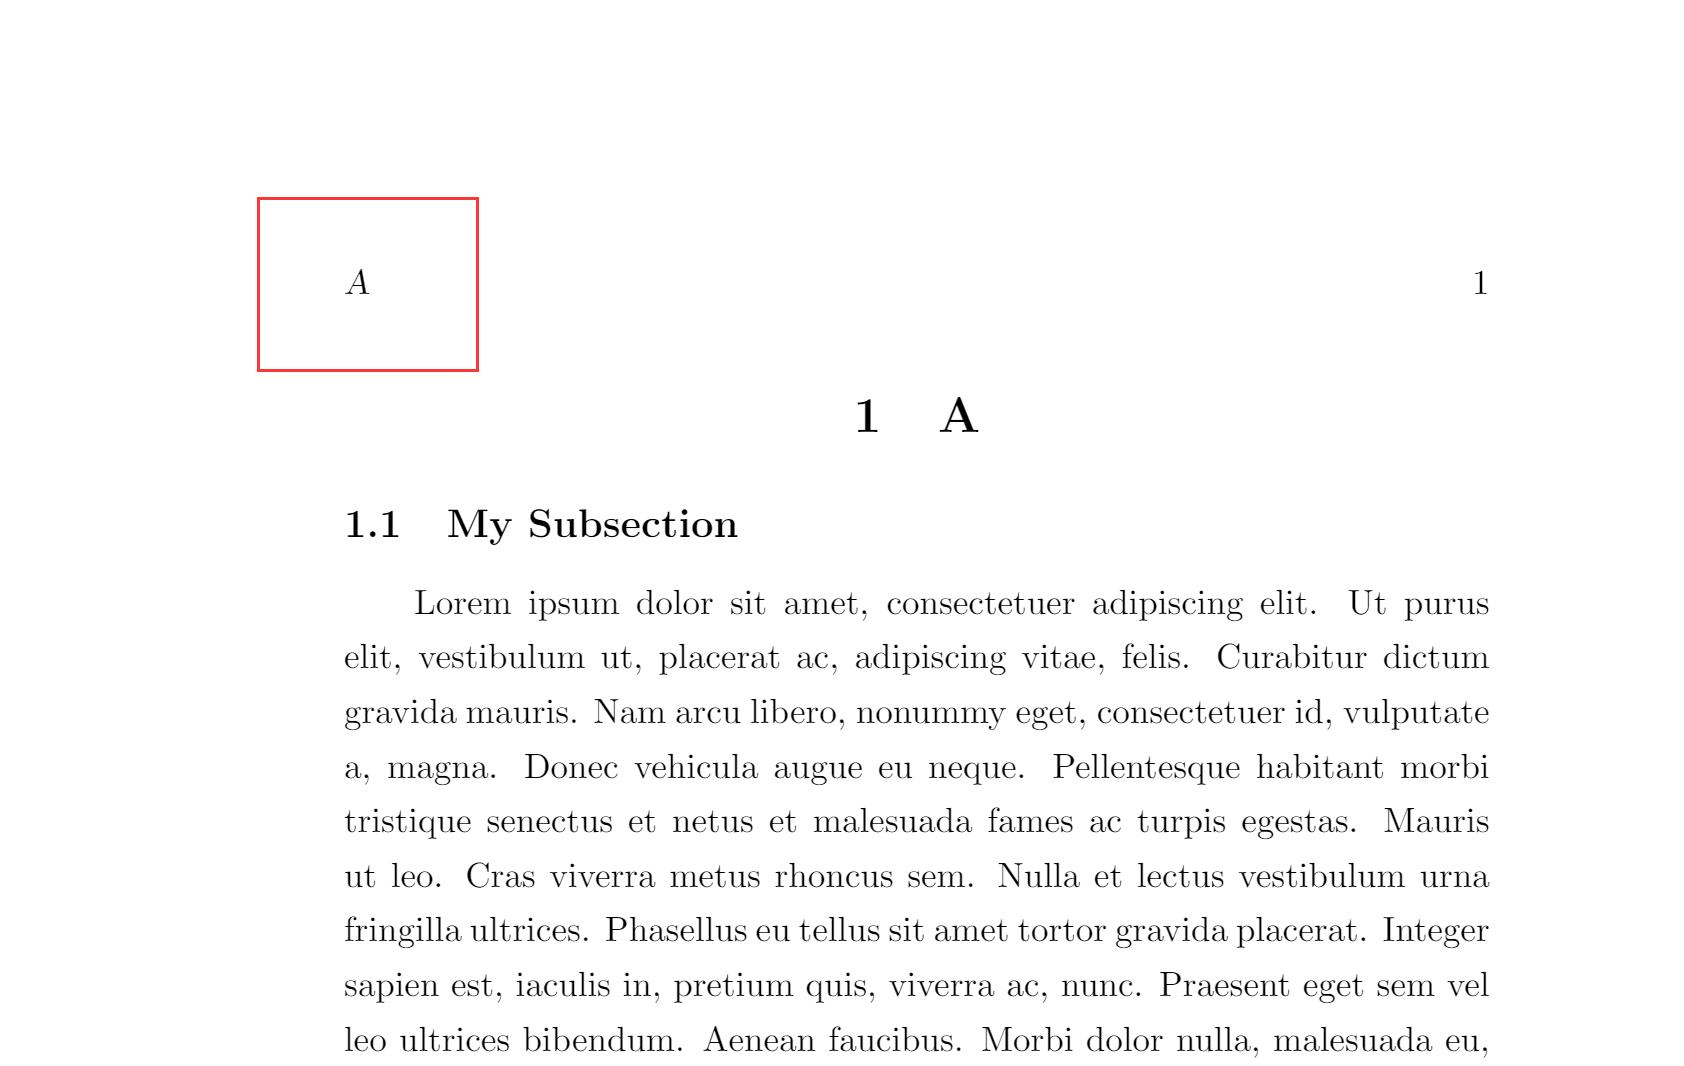 A 1
1 A
1.1 My Subsection
Lorem ipsum dolor sit amet, consectetuer adipiscing elit. Ut purus
elit, vestibulum ut, placerat ac, adipiscing vitae, felis. Curabitur dictum
gravida mauris. Nam arcu libero, nonummy eget, consectetuer id, vulputate
a, magna. Donec vehicula augue eu neque. Pellentesque habitant morbi
tristique senectus et netus et malesuada fames ac turpis egestas. Mauris
ut leo. Cras viverra metus rhoncus sem. Nulla et lectus vestibulum urna
fringilla ultrices. Phasellus eu tellus sit amet tortor gravida placerat. Integer
sapien est, iaculis in, pretium quis, viverra ac, nunc. Praesent eget sem vel
leo ultrices bibendum. Aenean faucibus. Morbi dolor nulla, malesuada eu,